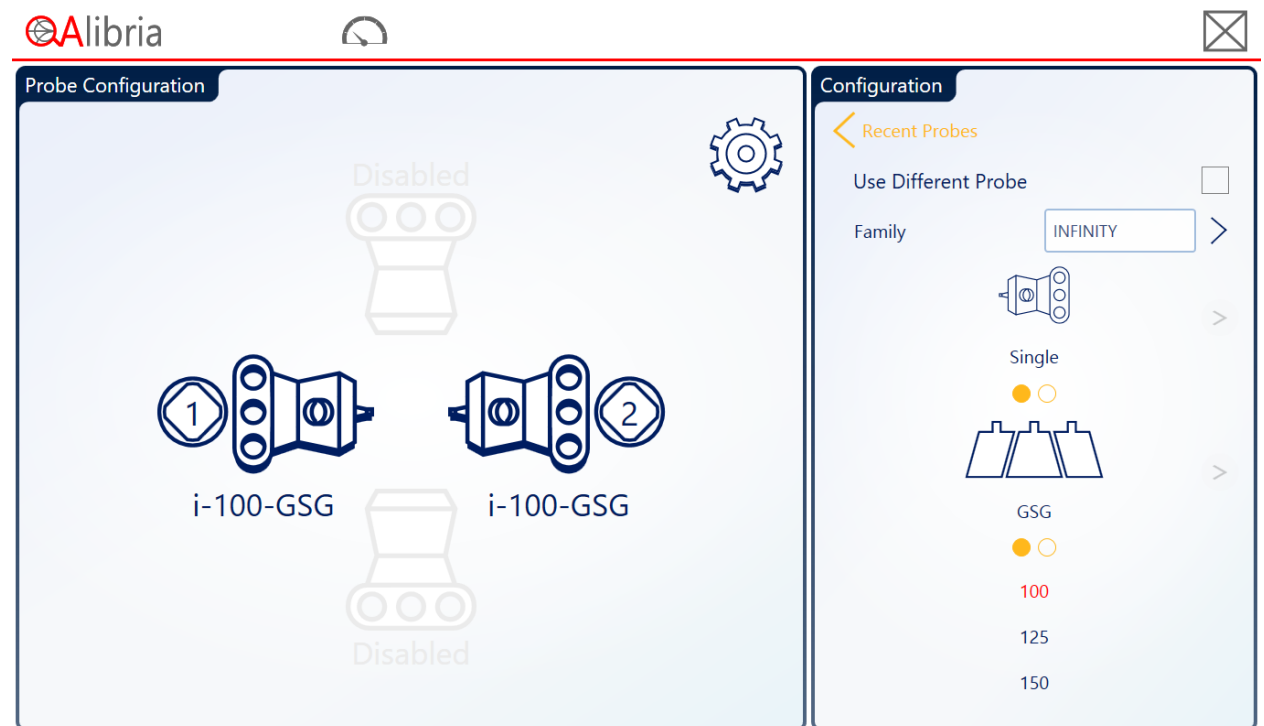 QAlibria
Probe Configuration
Disabled
1
2
i-100-GSG
i-100-GSG
Disabled
Configuration
Recent Probes
Use Different Probe
Family
INFINITY
>
Single
>
GSG
100
125
150